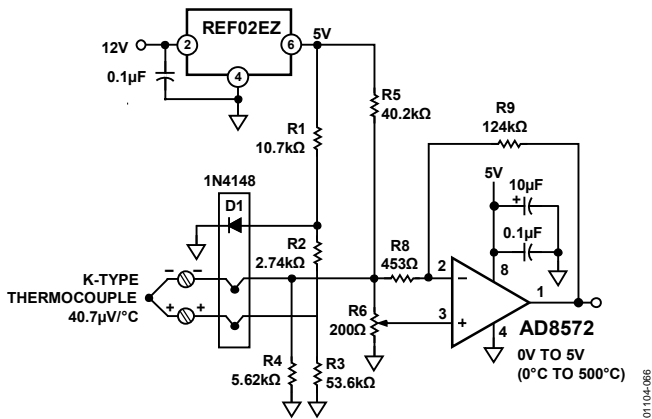 REF02EZ
12V
2
6
5V
0.1µF
4
R1
10.7kΩ
R5
40.2kΩ
R9
124kΩ
1N4148
D1
5V
10µF
+
0.1µF
R2
2.74kΩ
R8
453Ω
2
−
8
1
K-TYPE
THERMOCOUPLE
40.7µV/°C
− −
+ +
R6
200Ω
3
+
4
AD8572
0V TO 5V
(0°C TO 500°C)
R4
5.62kΩ
R3
53.6kΩ
01104-066